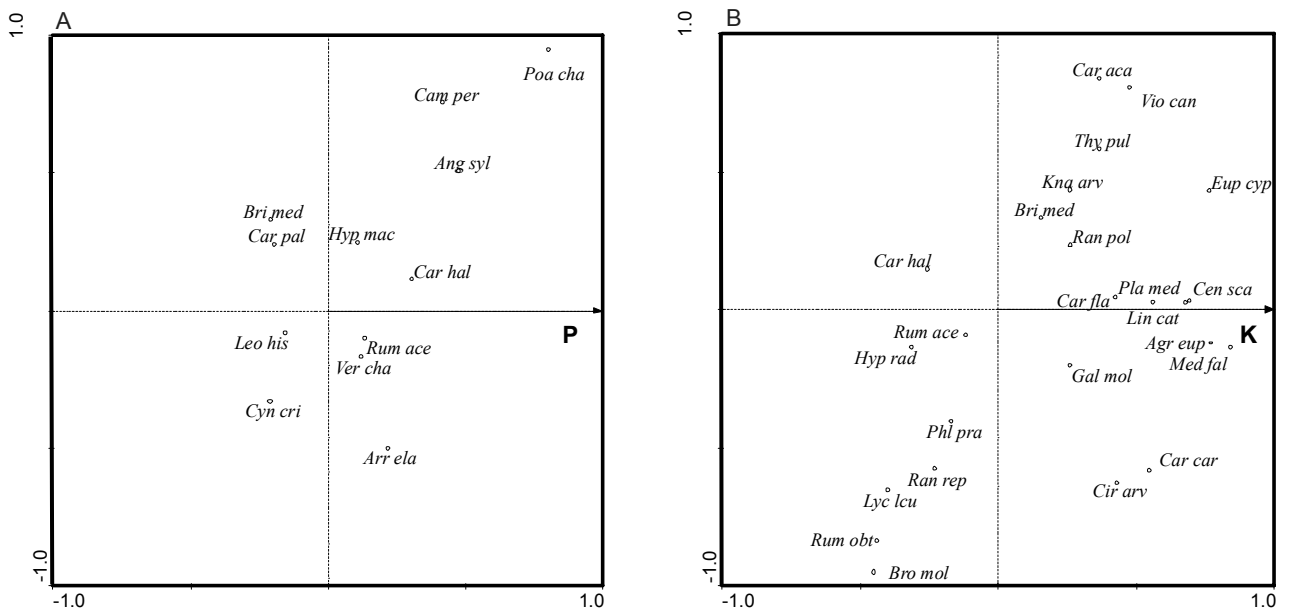 A
1.0
Poa cha
Cam per
Ang syl
Bri med
Car pal
Hyp mac
Car hal
P
Leo his
Rum ace
Ver cha
Cyn cri
Arr ela
-1.0
-1.0
1.0
B
1.0
Car aca
Vio can
Thy pul
Kna arv
Eup cyp
Bri med
Ran pol
Car hal
Pla med
Cen sca
Car fla
Lin cat
K
Rum ace
Agr eup
Hyp rad
Med fal
Gal mol
Phl pra
Car car
Ran rep
Cir arv
Lyc lcu
Rum obt
Bro mol
-1.0
-1.0
1.0